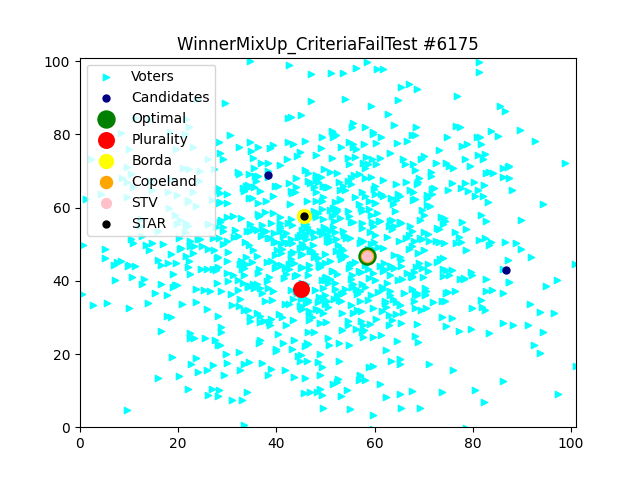 WinnerMixUp_CriteriaFailTest #6175
100
80
60
40
20
0
0
20
40
60
80
100
Voters
Candidates
Optimal
Plurality
Borda
Copeland
STV
STAR